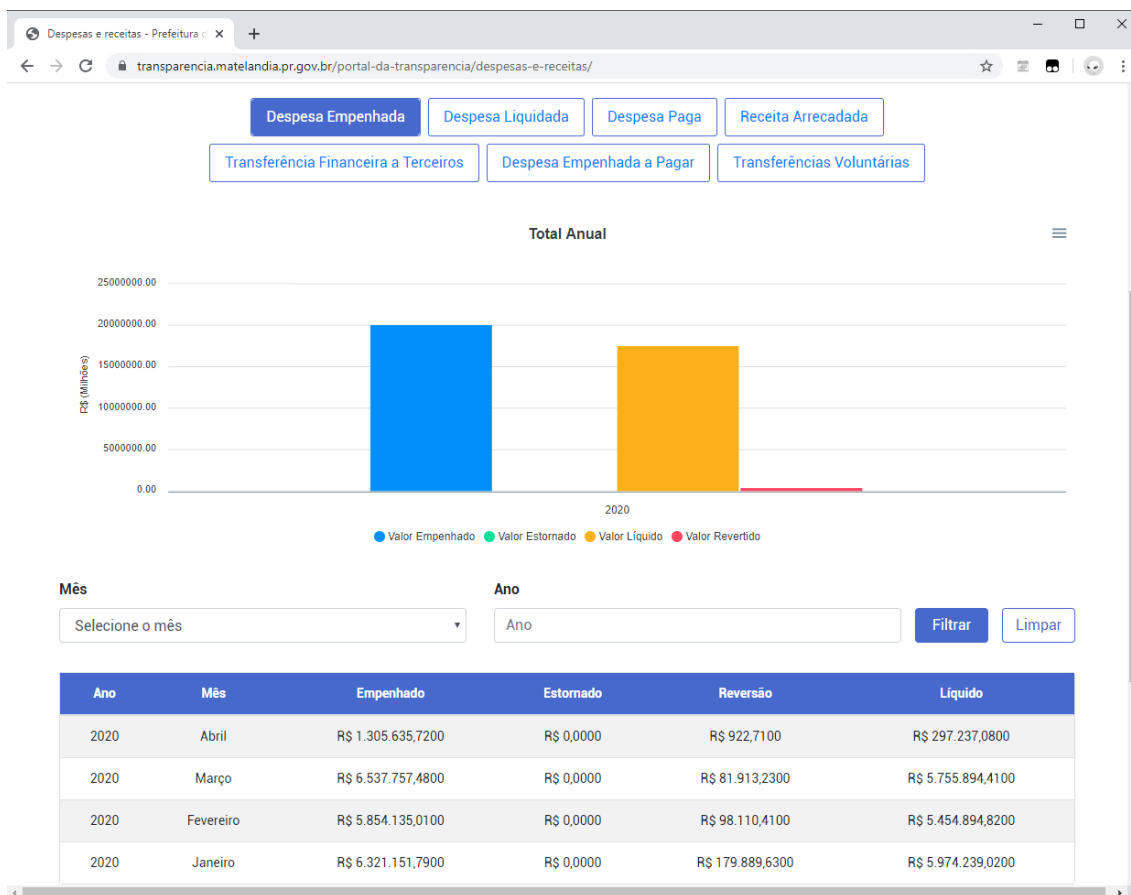 Despesas e receitas - Prefeitura d
transparencia.matelandia.pr.gov.br/portal-da-transparencia/despesas-e-receitas/
Despesa Empenhada Despesa Liquidada Despesa Paga Receita Arrecadada
Transferência Financeira a Terceiros Despesa Empenhada a Pagar Transferências Voluntárias
Total Anual
25000000.00
20000000.00
15000000.00
10000000.00
5000000.00
0.00
R$ (Milhões)
2020
Valor Empenhado Valor Estornado Valor Líquido Valor Revertido
Mês Ano
Selecione o mês Ano Filtrar Limpar
Ano Mês Empenhado Estornado Reversão Líquido
2020 Abril R$ 1.305.635,7200 R$ 0,0000 R$ 922,7100 R$ 297.237,0800
2020 Março R$ 6.537.757,4800 R$ 0,0000 R$ 81.913,2300 R$ 5.755.894,4100
2020 Fevereiro R$ 5.854.135,0100 R$ 0,0000 R$ 98.110,4100 R$ 5.454.894,8200
2020 Janeiro R$ 6.321.151,7900 R$ 0,0000 R$ 179.889,6300 R$ 5.974.239,0200